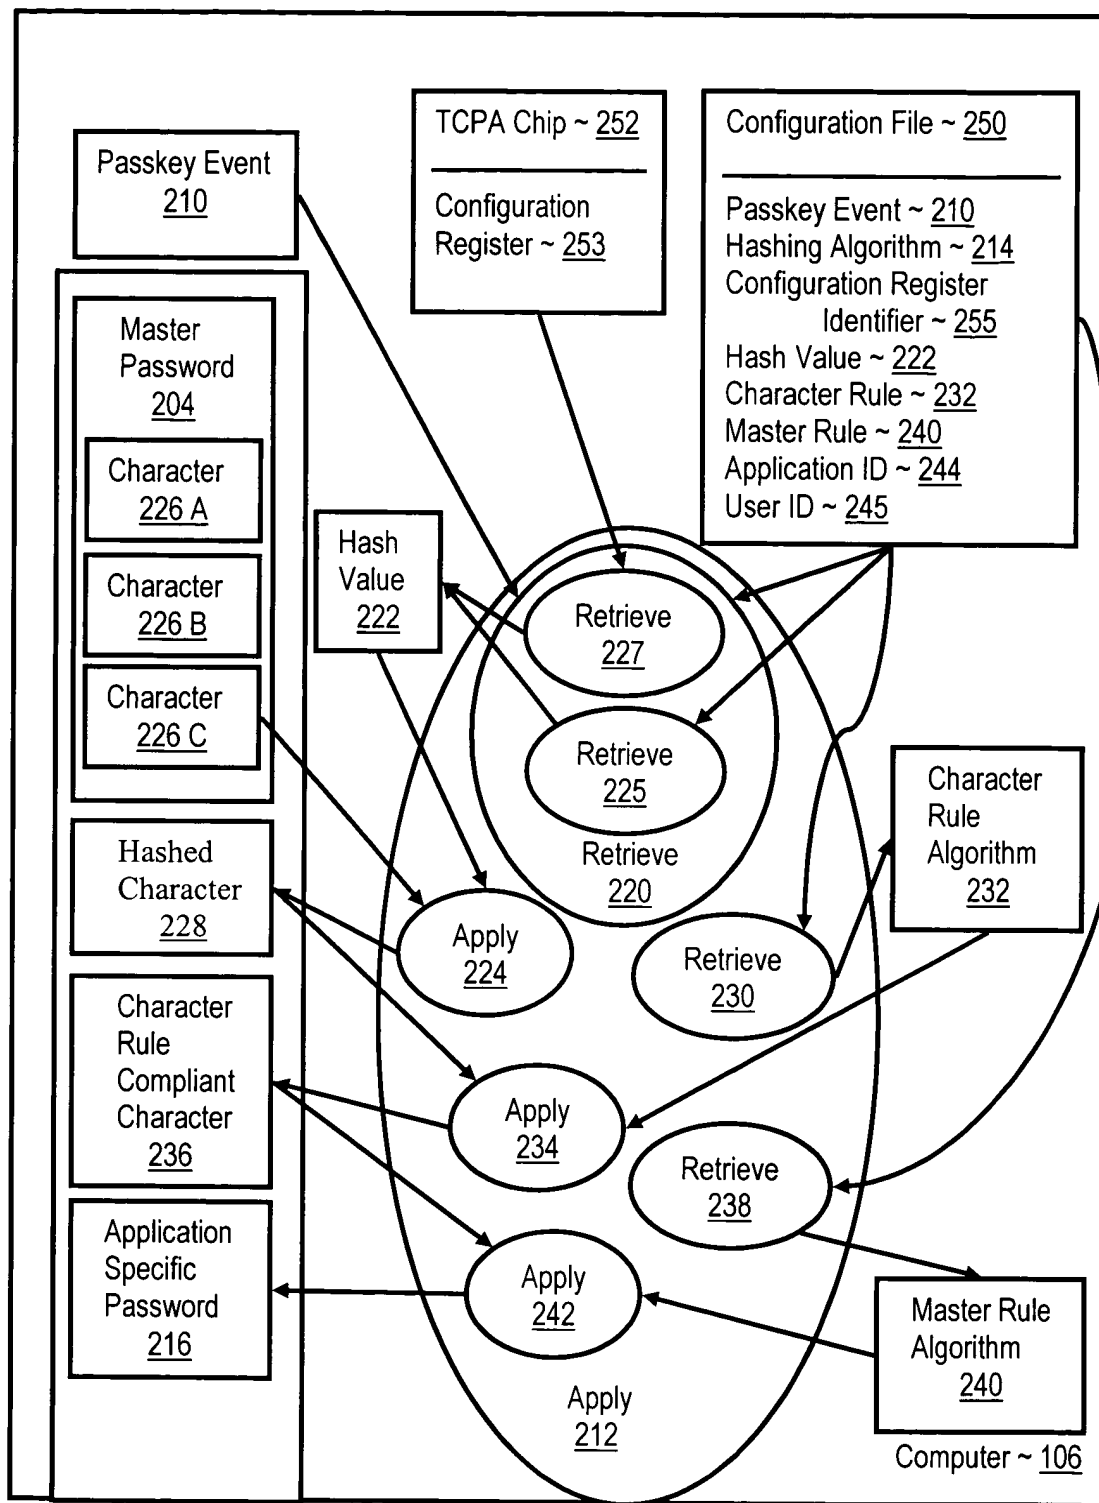 Passkey Event
210
TCPA Chip ~ 252
Configuration
Register ~ 253
Configuration File ~ 250
Passkey Event ~ 210
Hashing Algorithm ~ 214
Configuration Register
Identifier ~ 255
Hash Value ~ 222
Character Rule ~ 232
Master Rule ~ 240
Application ID ~ 244
User ID ~ 245
Master
Password
204
Character
226 A
Character
226 B
Character
226 C
Hash
Value
222
Retrieve
227
Retrieve
225
Retrieve
220
Character
Rule
Algorithm
232
Hashed
Character
228
Apply
224
Retrieve
230
Character
Rule
Compliant
Character
236
Apply
234
Retrieve
238
Application
Specific
Password
216
Apply
242
Master Rule
Algorithm
240
Apply
212
Computer ~ 106